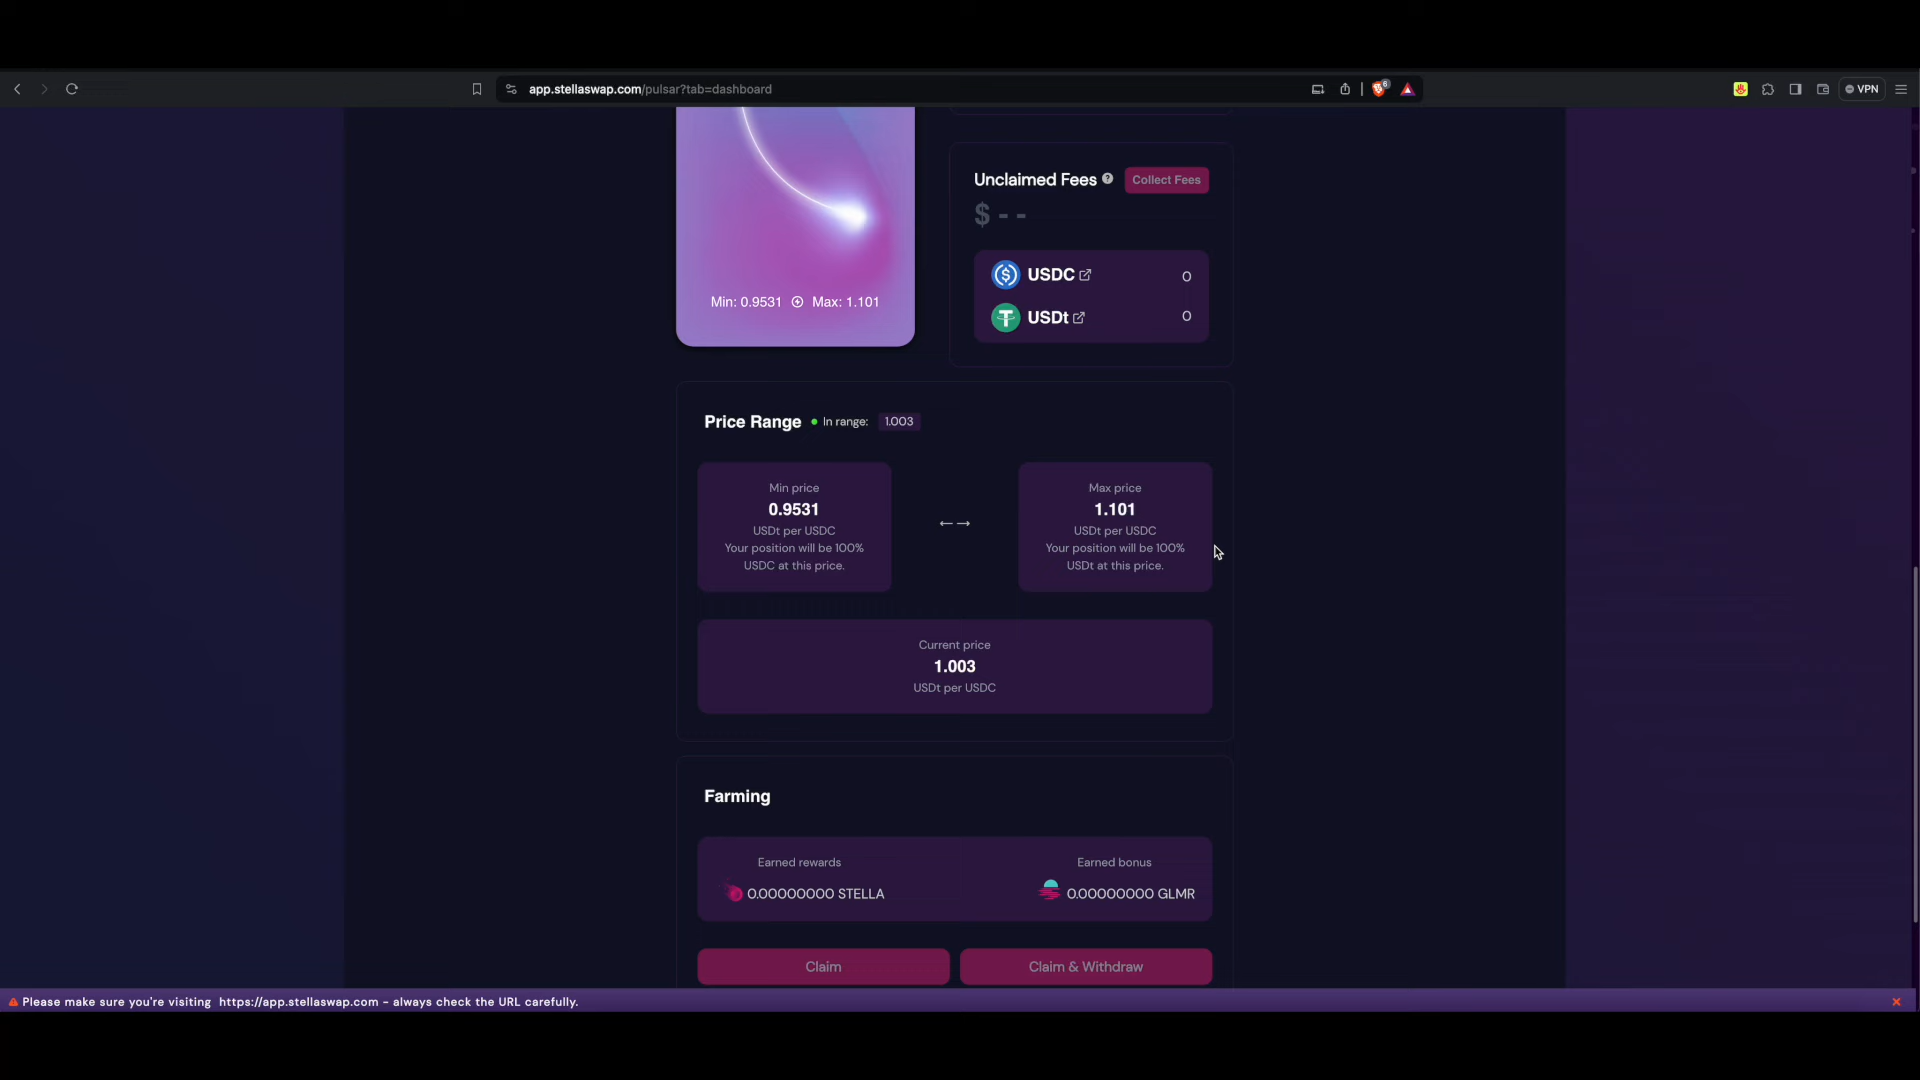 app.stellaswap.com/pulsar?tab=dashboard
6
VPN
Unclaimed Fees
Collect Fees
$ - -
USDC 0
USDt 0
Min: 0.9531 Max: 1.101
Price Range In range: 1.003
Min price
0.9531
USDt per USDC
Your position will be 100%
USDC at this price.
Max price
1.101
USDt per USDC
Your position will be 100%
USDt at this price.
Current price
1.003
USDt per USDC
Farming
Earned rewards
0.00000000 STELLA
Earned bonus
0.00000000 GLMR
Claim
Claim & Withdraw
Please make sure you're visiting https://app.stellaswap.com - always check the URL carefully.